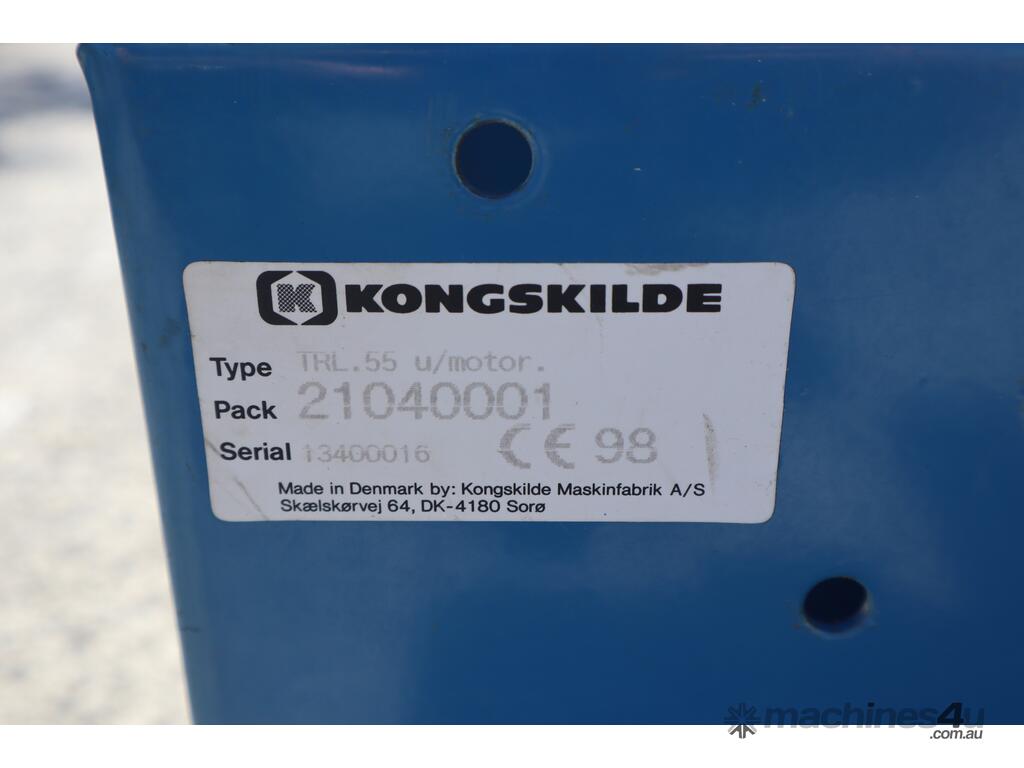 K KONGSKILDE
Type TRL.55 u/motor.
Pack 21040001
Serial 13400016 CE 98
Made in Denmark by: Kongskilde Maskinfabrik A/S
Skælskørvej 64, DK-4180 Sorø
machines4u
.com.au